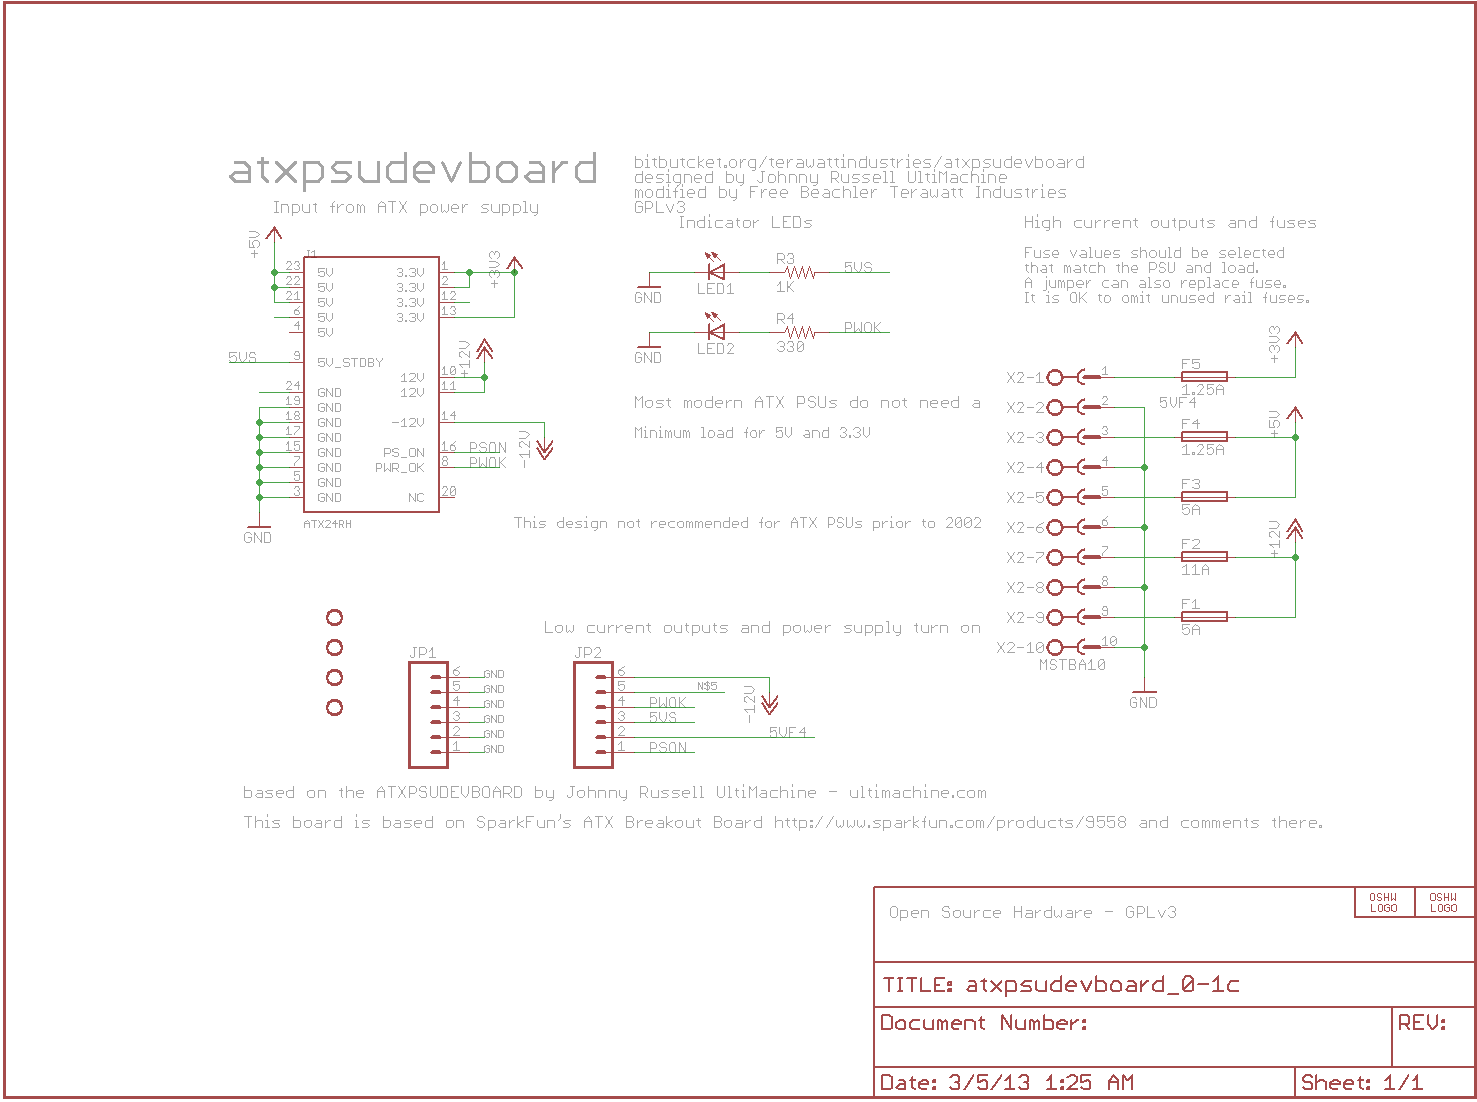 atxpsudevboard
bitbutcket.org/terawattindustries/atxpsudevboard
designed by Johnny Russell UltiMachine
modified by Free Beachler Terawatt Industries
GPLv3
Input from ATX power supply
+5V
J1
23 5V 3.3V 1
22 5V 3.3V 2
21 5V 3.3V 12
6 5V 3.3V 13
4 5V
+3V3
5VS 9 5V_STDBY
12V 10
12V 11
+12V
24 GND
19 GND
18 GND -12V 14
17 GND
15 GND PS_ON 16 PSON
7 GND PWR_OK 8 PWOK
5 GND
3 GND NC 20
-12V
ATX24RH
GND
Indicator LEDs
GND
LED1
R3
1K
5VS
GND
LED2
R4
330
PWOK
High current outputs and fuses
Fuse values should be selected
that match the PSU and load.
A jumper can also replace fuse.
It is OK to omit unused rail fuses.
Most modern ATX PSUs do not need a
Minimum load for 5V and 3.3V
This design not recommended for ATX PSUs prior to 2002
X2-1 1
F5
1.25A
+3V3
X2-2 2
5VF4
X2-3 3
F4
1.25A
+5V
X2-4 4
X2-5 5
F3
5A
X2-6 6
X2-7 7
F2
11A
+12V
X2-8 8
X2-9 9
F1
5A
X2-10 10
MSTBA10
GND
Low current outputs and power supply turn on
JP1
6 GND
5 GND
4 GND
3 GND
2 GND
1 GND
JP2
6
5 N$5
4 PWOK
3 5VS
2 5VF4
1 PSON
-12V
based on the ATXPSUDEVBOARD by Johnny Russell UltiMachine - ultimachine.com
This board is based on SparkFun's ATX Breakout Board http://www.sparkfun.com/products/9558 and comments there.
Open Source Hardware - GPLv3
OSHW
LOGO
OSHW
LOGO
TITLE: atxpsudevboard_0-1c
Document Number:
REV:
Date: 3/5/13 1:25 AM
Sheet: 1/1